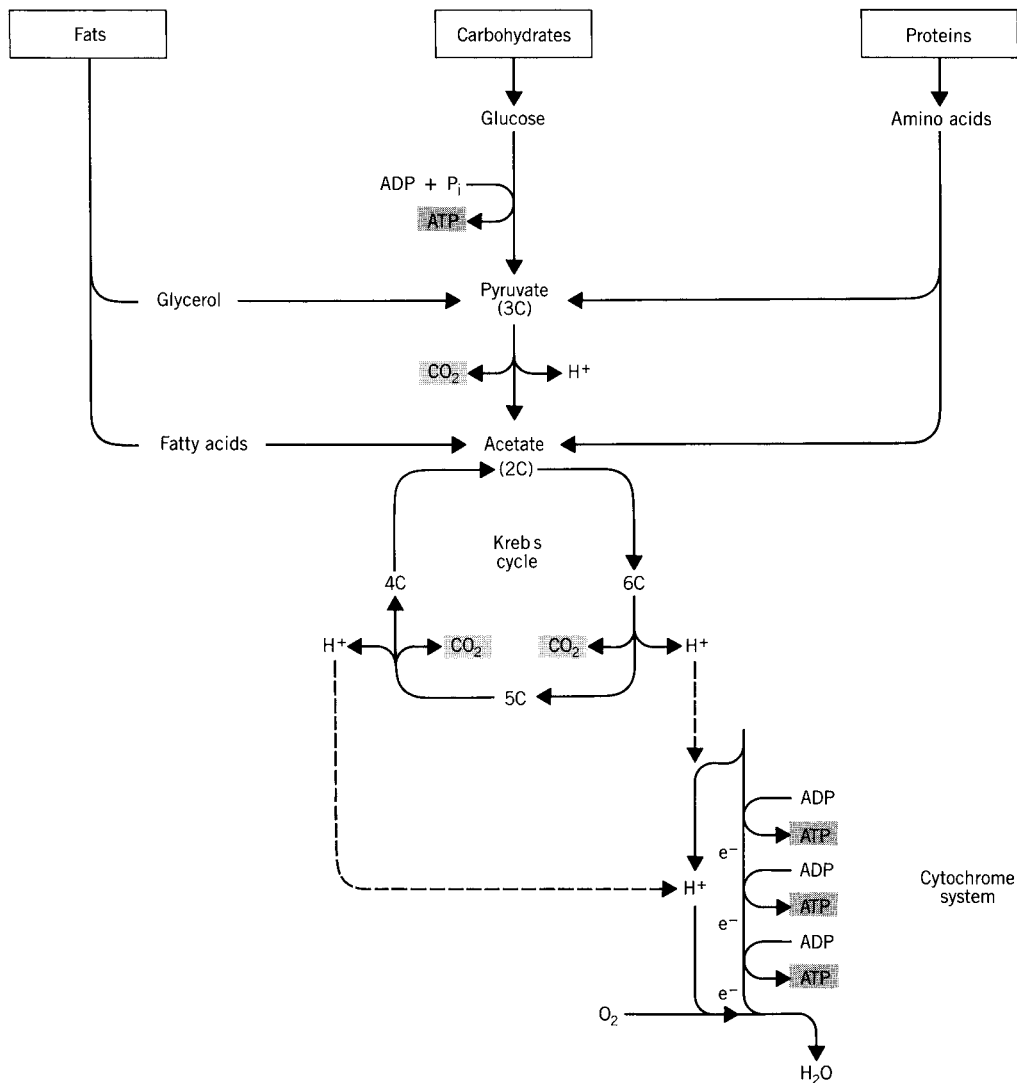 Fats
Carbohydrates
Proteins
Glucose
Amino acids
ADP + Pi
ATP
Glycerol
Pyruvate
(3C)
CO2
H+
Fatty acids
Acetate
(2C)
Kreb s
cycle
4C
6C
H+
CO2
CO2
H+
5C
ADP
ATP
e−
ADP
H+
ATP
Cytochrome
system
e−
ADP
ATP
e−
O2
H2O